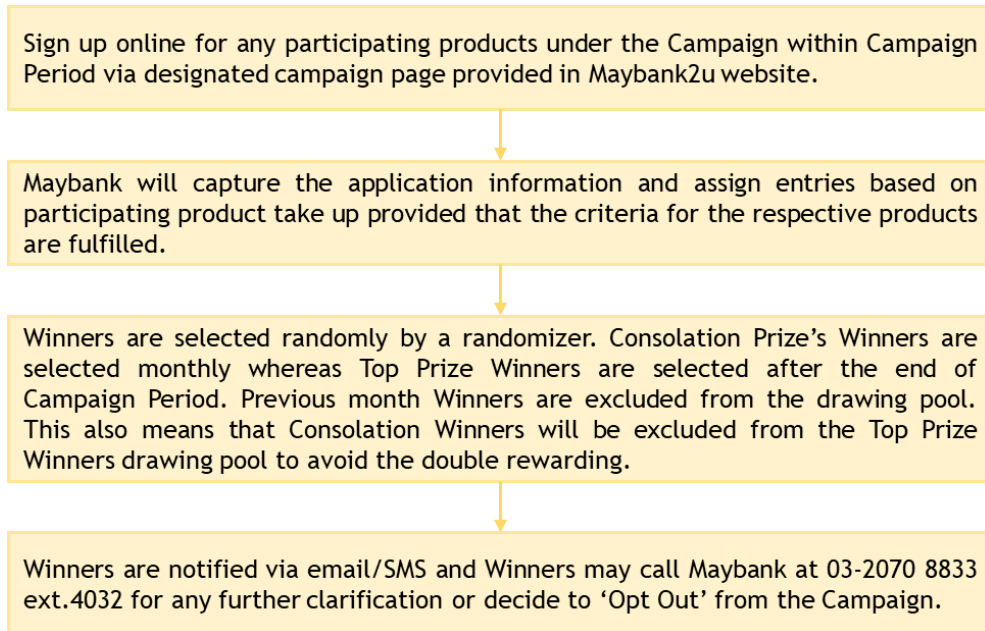 Sign up online for any participating products under the Campaign within Campaign
Period via designated campaign page provided in Maybank2u website.
Maybank will capture the application information and assign entries based on
participating product take up provided that the criteria for the respective products
are fulfilled.
Winners are selected randomly by a randomizer. Consolation Prize’s Winners are
selected monthly whereas Top Prize Winners are selected after the end of
Campaign Period. Previous month Winners are excluded from the drawing pool.
This also means that Consolation Winners will be excluded from the Top Prize
Winners drawing pool to avoid the double rewarding.
Winners are notified via email/SMS and Winners may call Maybank at 03-2070 8833
ext.4032 for any further clarification or decide to ‘Opt Out’ from the Campaign.